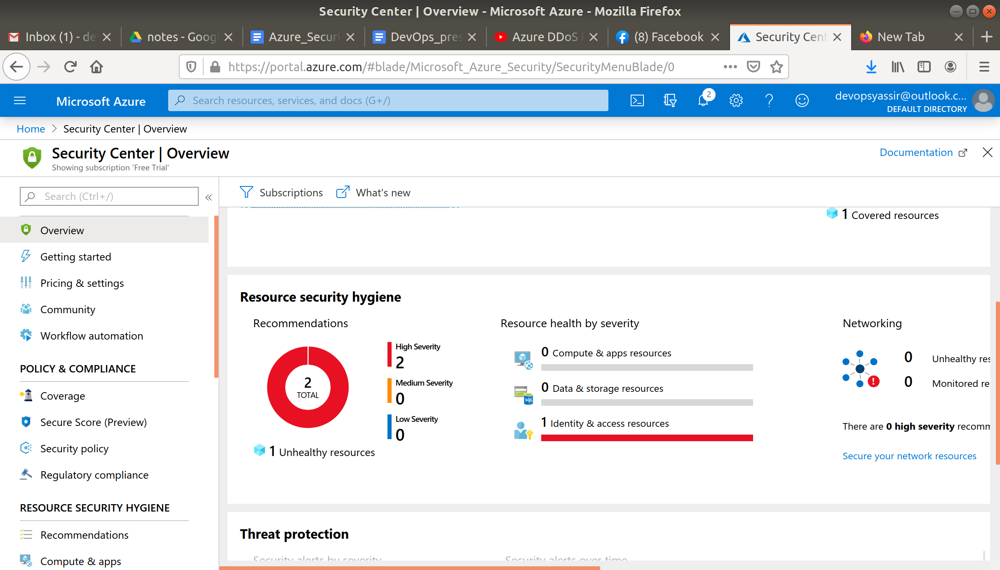 Security Center | Overview - Microsoft Azure - Mozilla Firefox
Inbox (1) - de
notes - Googl
Azure_Securi
DevOps_pres
Azure DDoS P
(8) Facebook
Security Cent
New Tab
https://portal.azure.com/#blade/Microsoft_Azure_Security/SecurityMenuBlade/0
Microsoft Azure
Search resources, services, and docs (G+/)
2
devopsyassir@outlook.c...
DEFAULT DIRECTORY
Home > Security Center | Overview
Security Center | Overview
Showing subscription 'Free Trial'
Documentation
Search (Ctrl+/)
«
Overview
Getting started
Pricing & settings
Community
Workflow automation
POLICY & COMPLIANCE
Coverage
Secure Score (Preview)
Security policy
Regulatory compliance
RESOURCE SECURITY HYGIENE
Recommendations
Compute & apps
Subscriptions
What's new
1 Covered resources
Resource security hygiene
Recommendations
2
TOTAL
High Severity
2
Medium Severity
0
Low Severity
0
1 Unhealthy resources
Resource health by severity
0 Compute & apps resources
0 Data & storage resources
SQL
1 Identity & access resources
Networking
0 Unhealthy res
0 Monitored re
There are 0 high severity recomm
Secure your network resources
Threat protection
Security alerts by severity
Security alerts over time